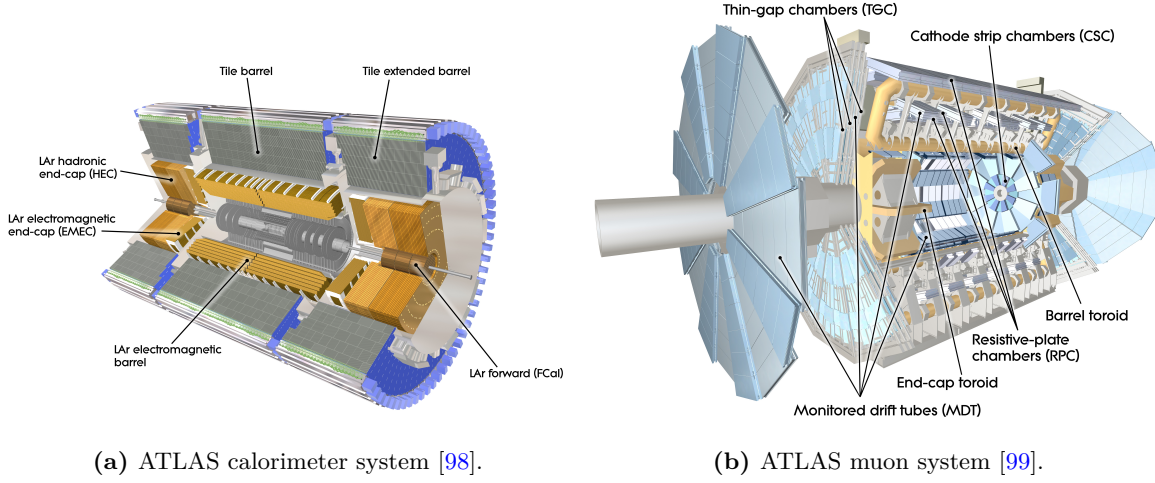 Tile barrel
Tile extended barrel
LAr hadronic
end-cap (HEC)
LAr electromagnetic
end-cap (EMEC)
LAr electromagnetic
barrel
LAr forward (FCal)
(a) ATLAS calorimeter system [98].
Thin-gap chambers (TGC)
Cathode strip chambers (CSC)
Barrel toroid
Resistive-plate
chambers (RPC)
End-cap toroid
Monitored drift tubes (MDT)
(b) ATLAS muon system [99].